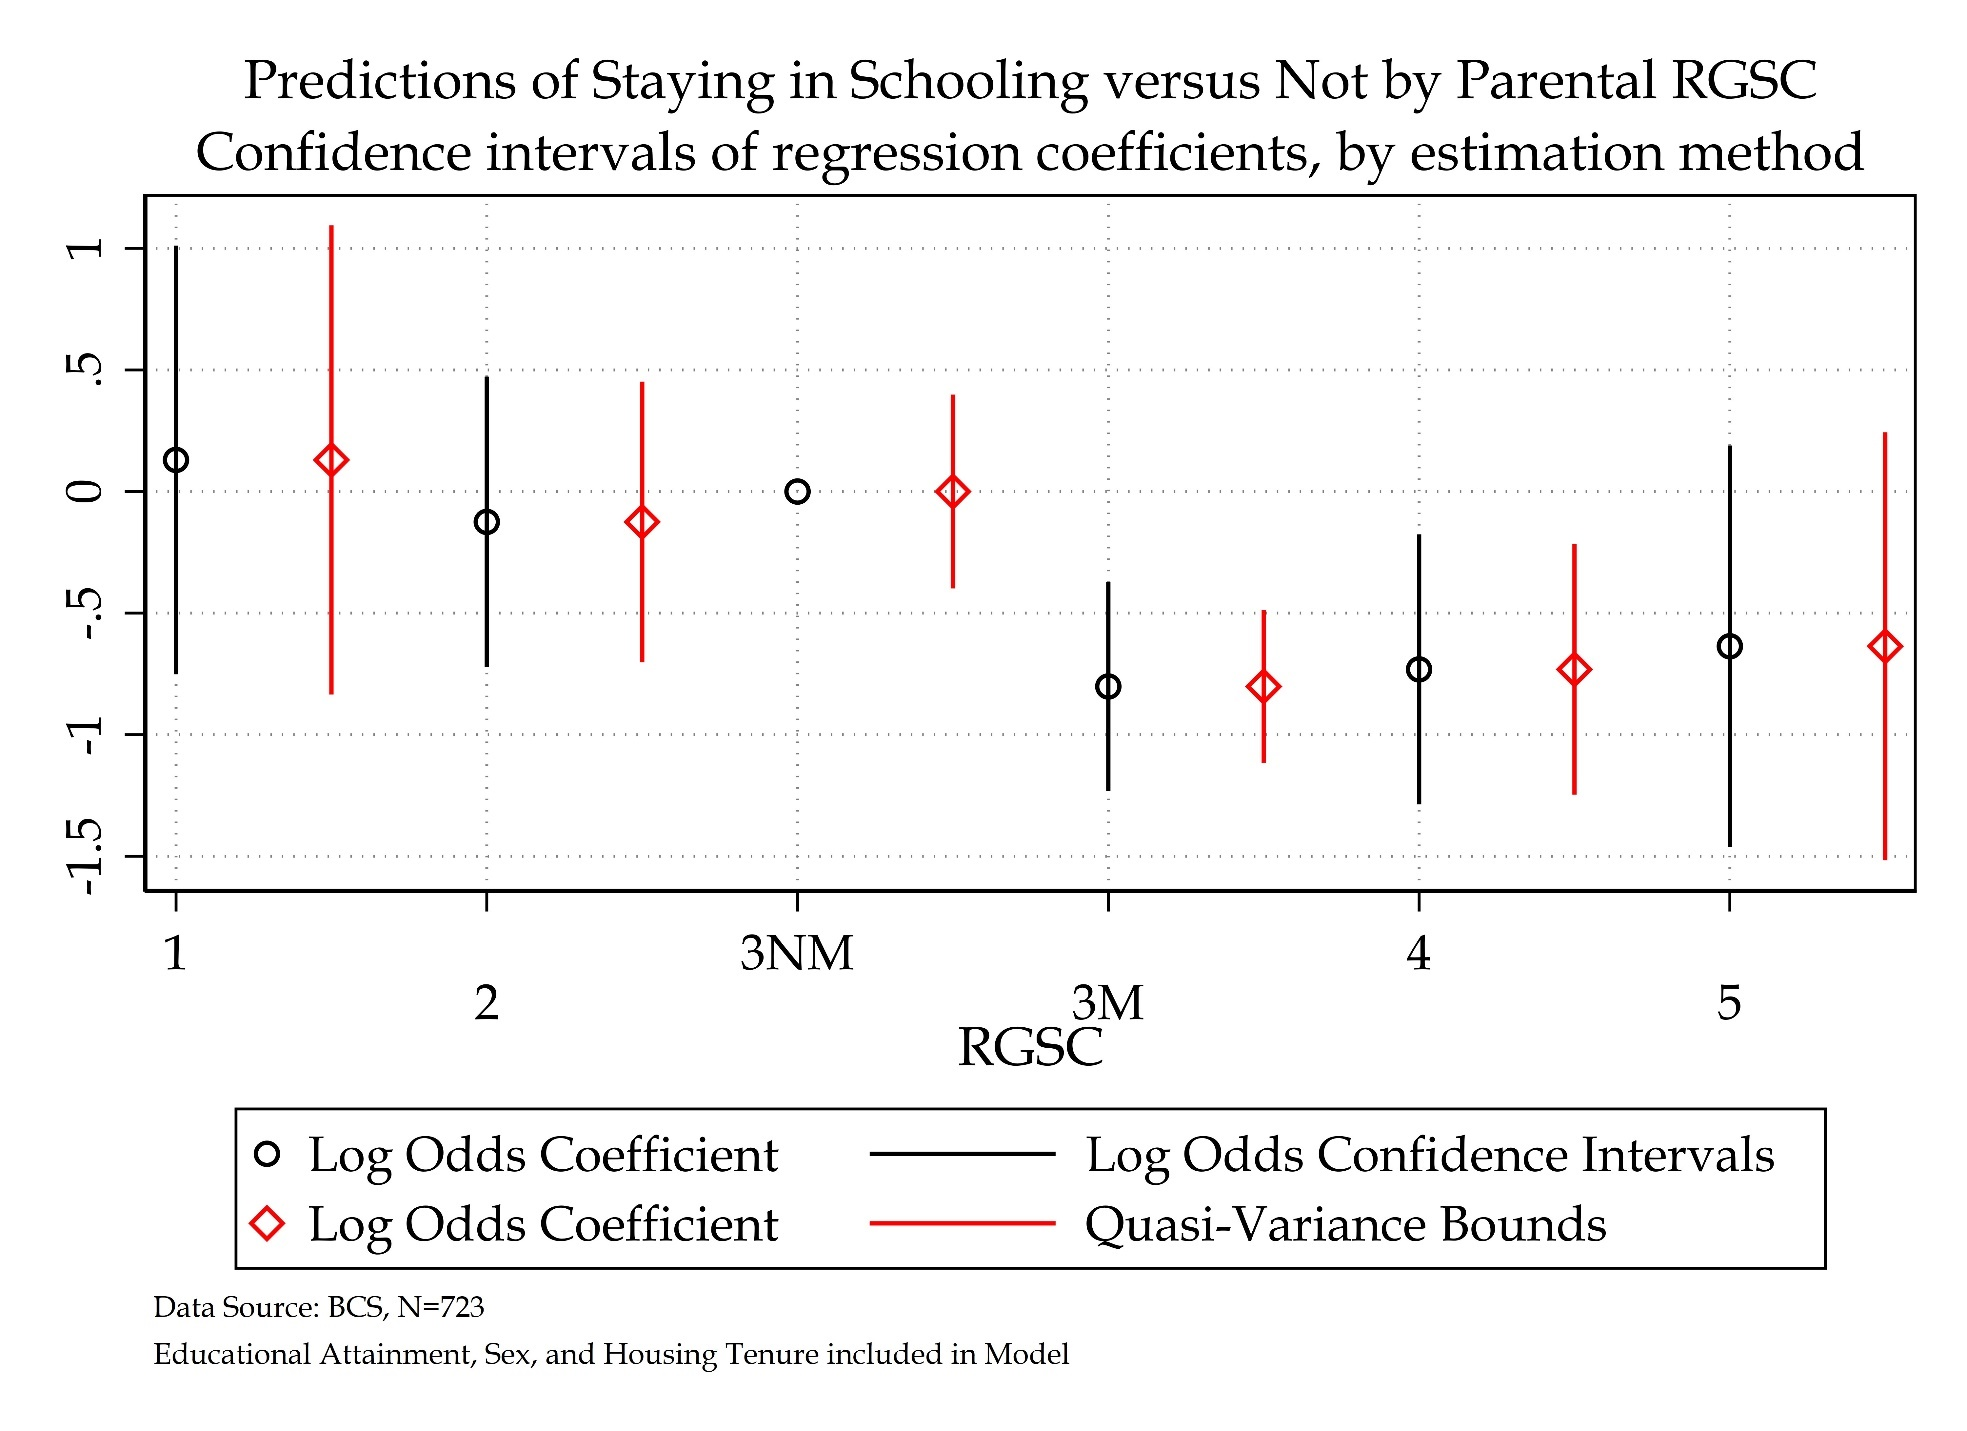 Predictions of Staying in Schooling versus Not by Parental RGSC
Confidence intervals of regression coefficients, by estimation method
1
.5
0
-.5
-1
-1.5
1
2
3NM
3M
4
5
RGSC
Log Odds Coefficient
Log Odds Confidence Intervals
Log Odds Coefficient
Quasi-Variance Bounds
Data Source: BCS, N=723
Educational Attainment, Sex, and Housing Tenure included in Model